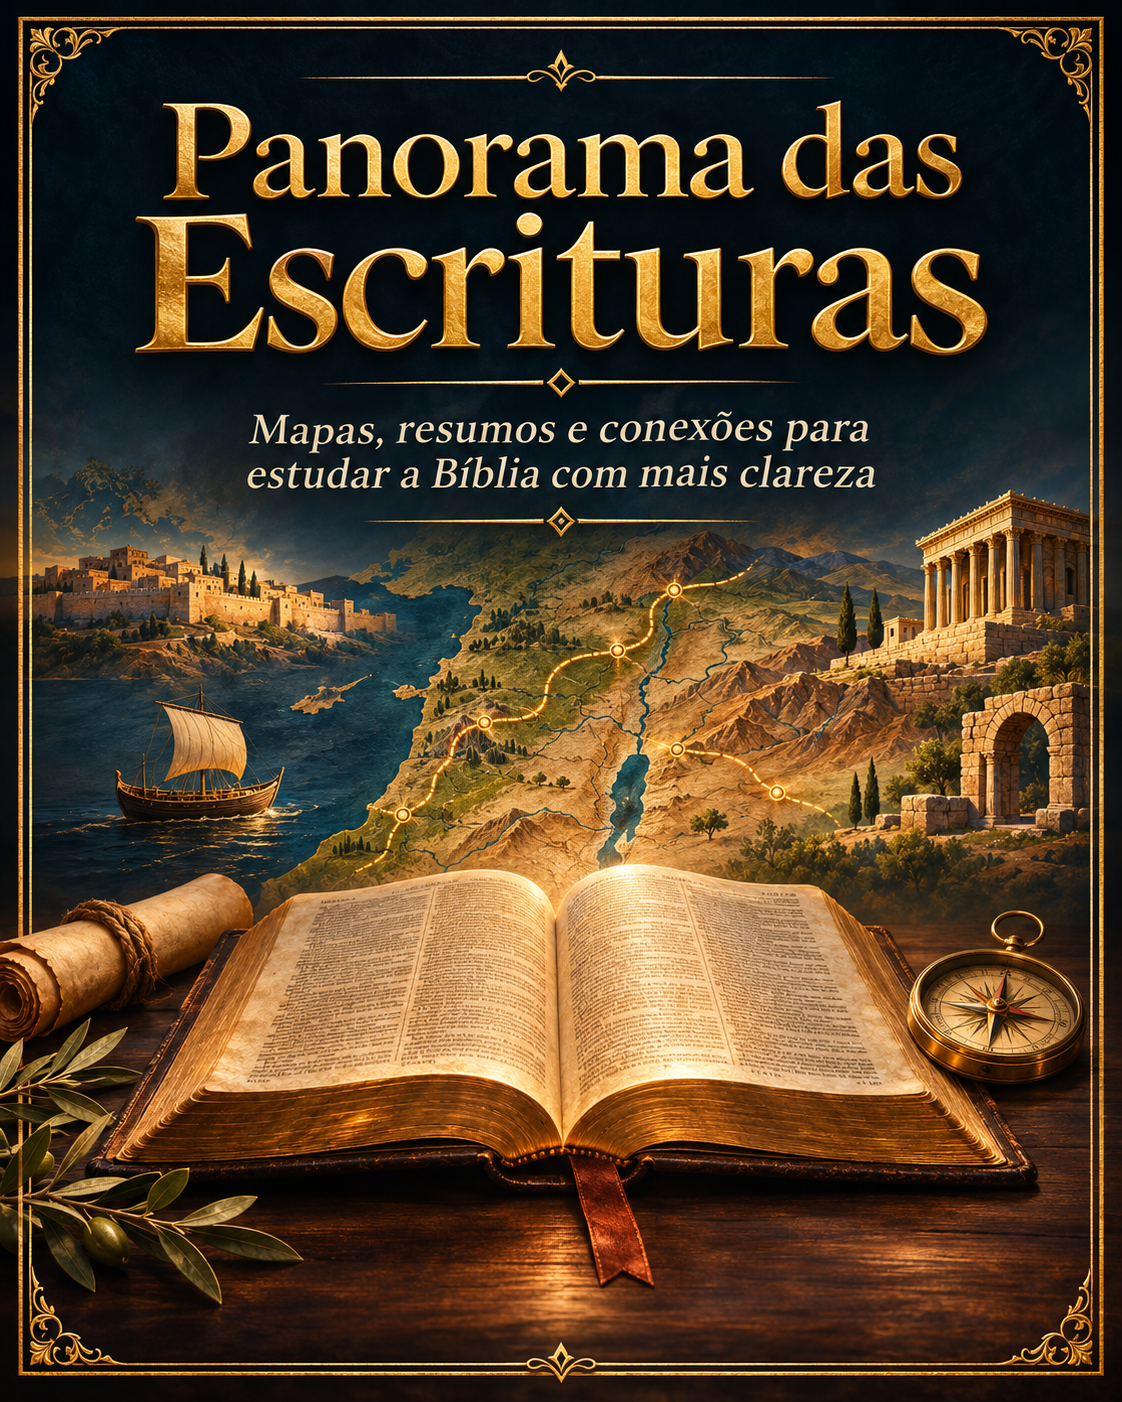 Panorama das
Escrituras
Mapas, resumos e conexões para
estudar a Bíblia com mais clareza